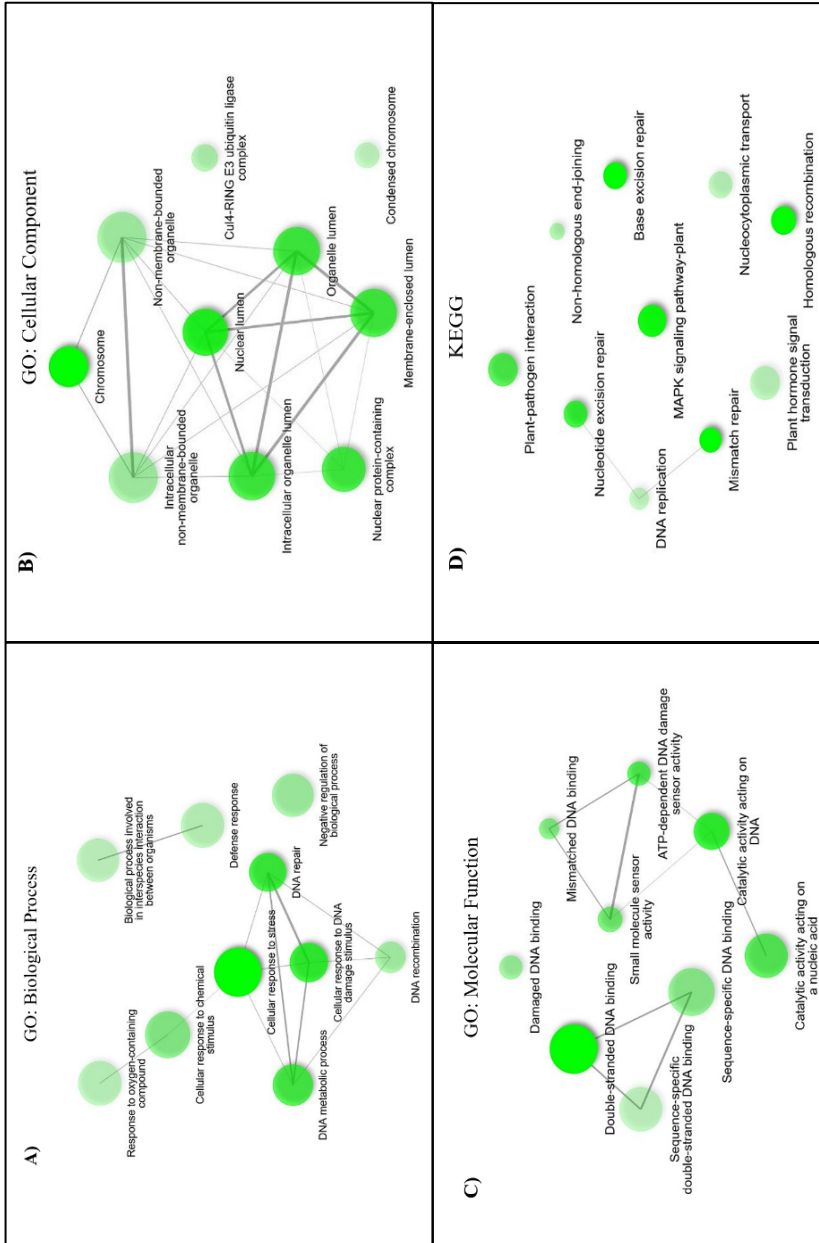 A)
GO: Biological Process
Response to oxygen-containing
compound
Cellular response to chemical
stimulus
Biological process involved
in interspecies interaction
between organisms
Defense response
Cellular response to stress
DNA repair
Negative regulation of
biological process
DNA metabolic process
Cellular response to DNA
damage stimulus
DNA recombination
B)
GO: Cellular Component
Chromosome
Non-membrane-bounded
organelle
Intracellular
non-membrane-bounded
organelle
Cul4-RING E3 ubiquitin ligase
complex
Nuclear lumen
Intracellular organelle lumen
Organelle lumen
Nuclear protein-containing
complex
Membrane-enclosed lumen
Condensed chromosome
C)
GO: Molecular Function
Damaged DNA binding
Mismatched DNA binding
Double-stranded DNA binding
Small molecule sensor
activity
ATP-dependent DNA damage
sensor activity
Sequence-specific
double-stranded DNA binding
Sequence-specific DNA binding
Catalytic activity acting on
DNA
Catalytic activity acting on
a nucleic acid
D)
KEGG
Plant-pathogen interaction
Non-homologous end-joining
Nucleotide excision repair
Base excision repair
MAPK signaling pathway-plant
DNA replication
Mismatch repair
Nucleocytoplasmic transport
Plant hormone signal
transduction
Homologous recombination